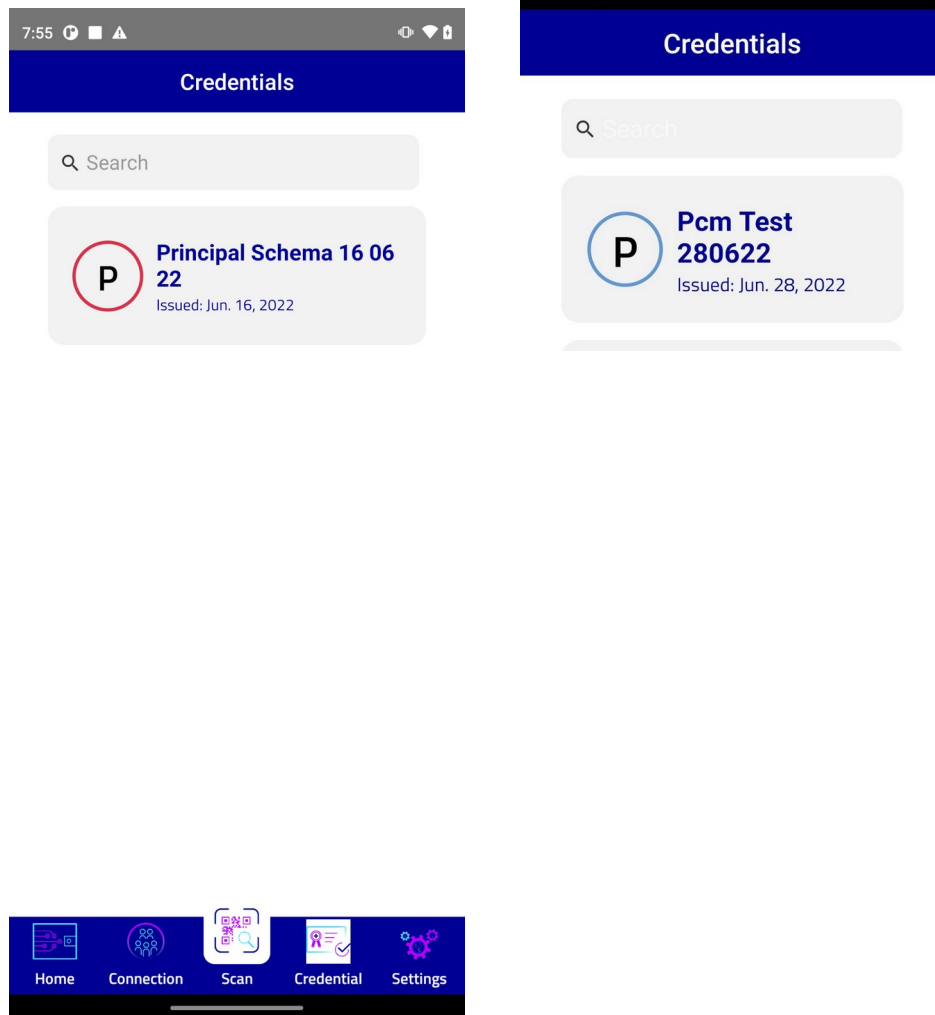 7:55
Credentials
Search
Principal Schema 16 06
22
Issued: Jun. 16, 2022
P
Home
Connection
Scan
Credential
Settings
Credentials
Search
Pcm Test
280622
Issued: Jun. 28, 2022
P